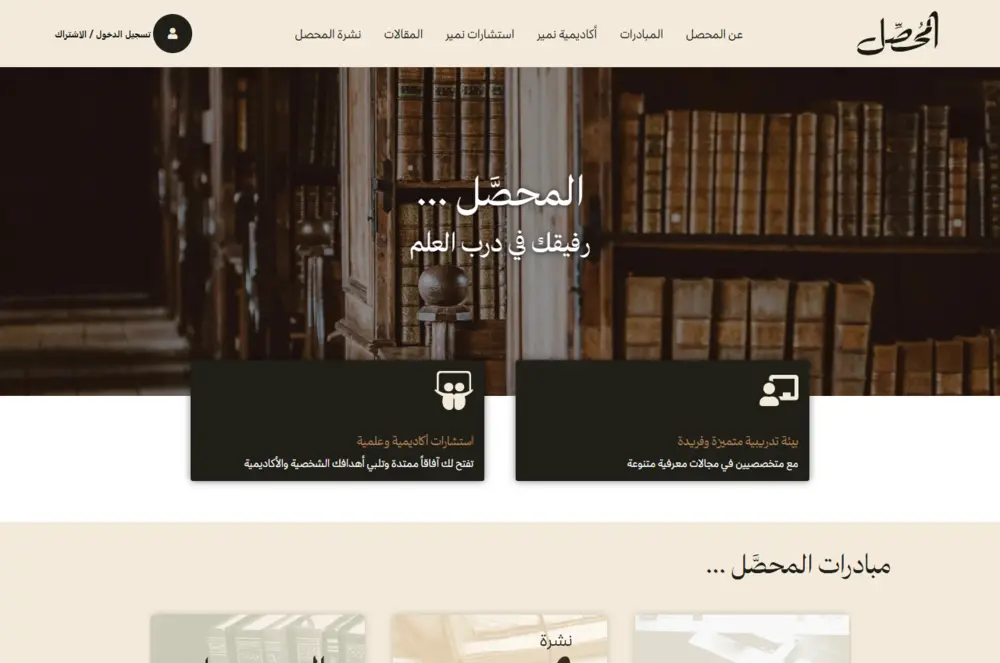 المحصّل
عن المحصل
المبادرات
أكاديمية نمير
استشارات نمير
المقالات
نشرة المحصل
تسجيل الدخول / الاشتراك
المحصَّل ...
رفيقك في درب العلم
بيئة تدريبية متميزة وفريدة
مع متخصصيين في مجالات معرفية متنوعة
استشارات أكاديمية وعلمية
تفتح لك آفاقاً ممتدة وتلبي أهدافك الشخصية والأكاديمية
مبادرات المحصَّل ...
نشرة